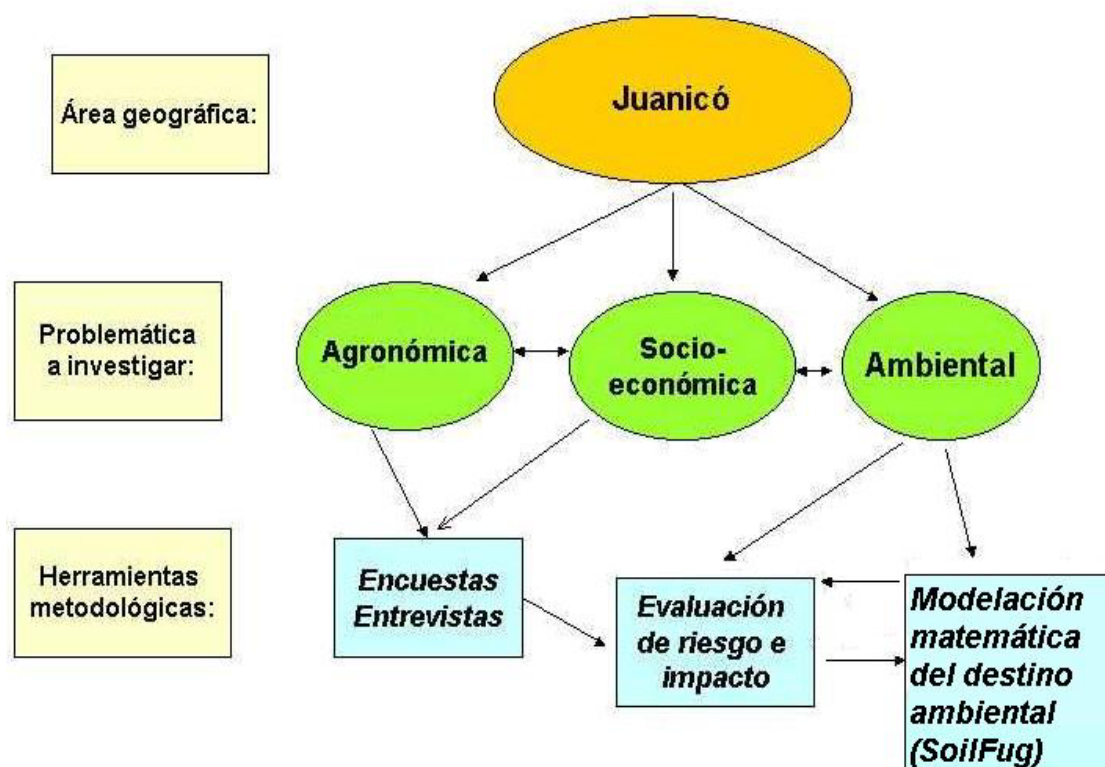 Área geográfica:
Juanicó
Problemática
a investigar:
Agronómica
Socio-
económica
Ambiental
Herramientas
metodológicas:
Encuestas
Entrevistas
Evaluación
de riesgo e
impacto
Modelación
matemática
del destino
ambiental
(SoilFug)